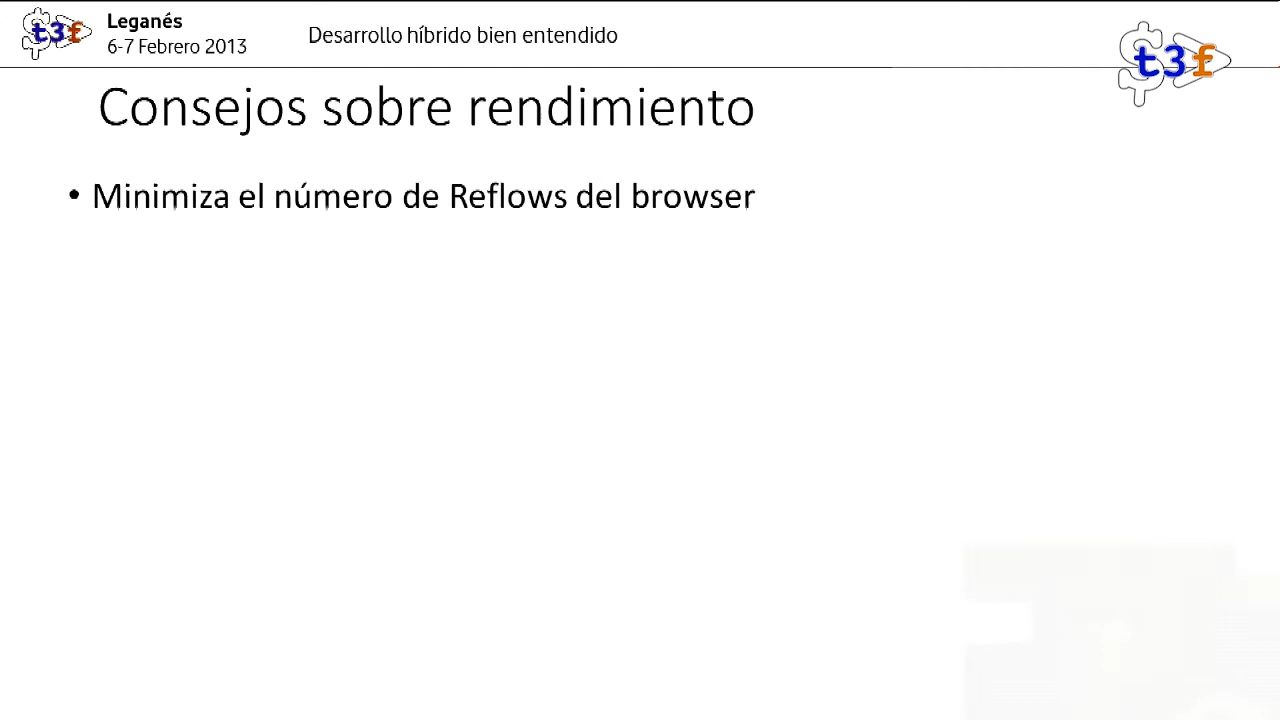 t3f
Leganés
6-7 Febrero 2013
Desarrollo híbrido bien entendido
t3f
Consejos sobre rendimiento
• Minimiza el número de Reflows del browser